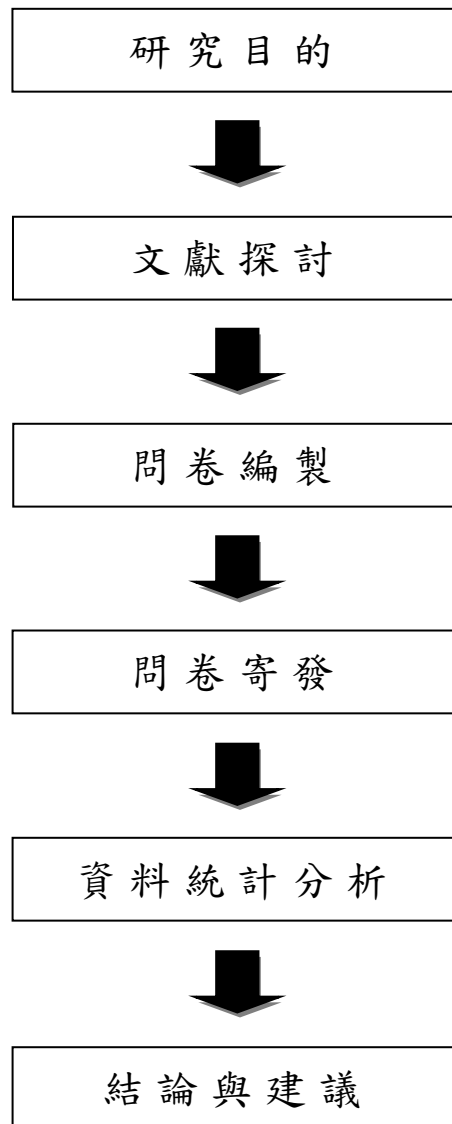 研究目的
文獻探討
問卷編製
問卷寄發
資料統計分析
結論與建議